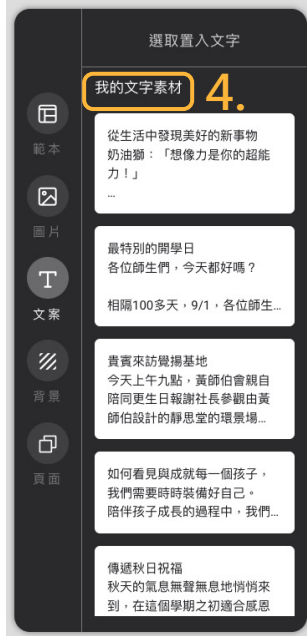 選取置入文字
我的文字素材
4.
範本
圖片
文案
背景
頁面
從生活中發現美好的新事物
奶油獅：「想像力是你的超能
力！」
...
最特別的開學日
各位師生們，今天都好嗎？
相隔100多天，9/1，各位師生...
貴賓來訪覺揚基地
今天上午九點，黃師伯會親自
陪同更生日報謝社長參觀由黃
師伯設計的靜思堂的環景場...
如何看見與成就每一個孩子，
我們需要時時裝備好自己。
陪伴孩子成長的過程中，我們...
傳遞秋日祝福
秋天的氣息無聲無息地悄悄來
到，在這個學期之初適合感恩